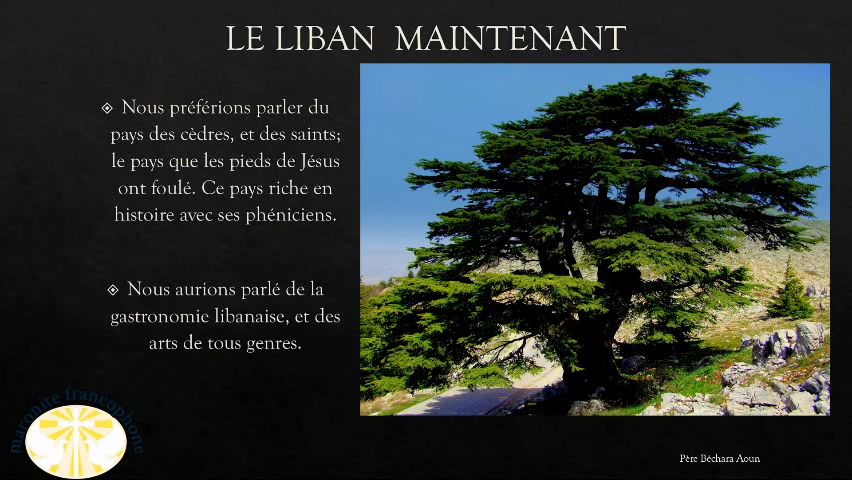 LE LIBAN MAINTENANT
Nous préférions parler du
pays des cèdres, et des saints;
le pays que les pieds de Jésus
ont foulé. Ce pays riche en
histoire avec ses phéniciens.
Nous aurions parlé de la
gastronomie libanaise, et des
arts de tous genres.
maronite francophone
Père Béchara Aoun